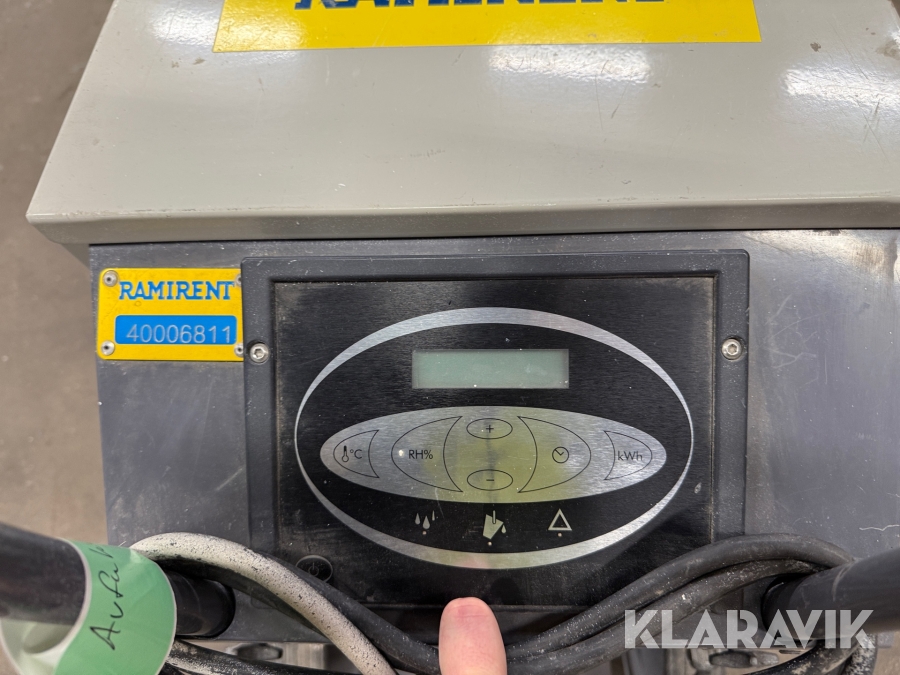 RAMIRENT
RAMIRENT
40006811
+
°C
RH%
kWh
−
KLARAVIK